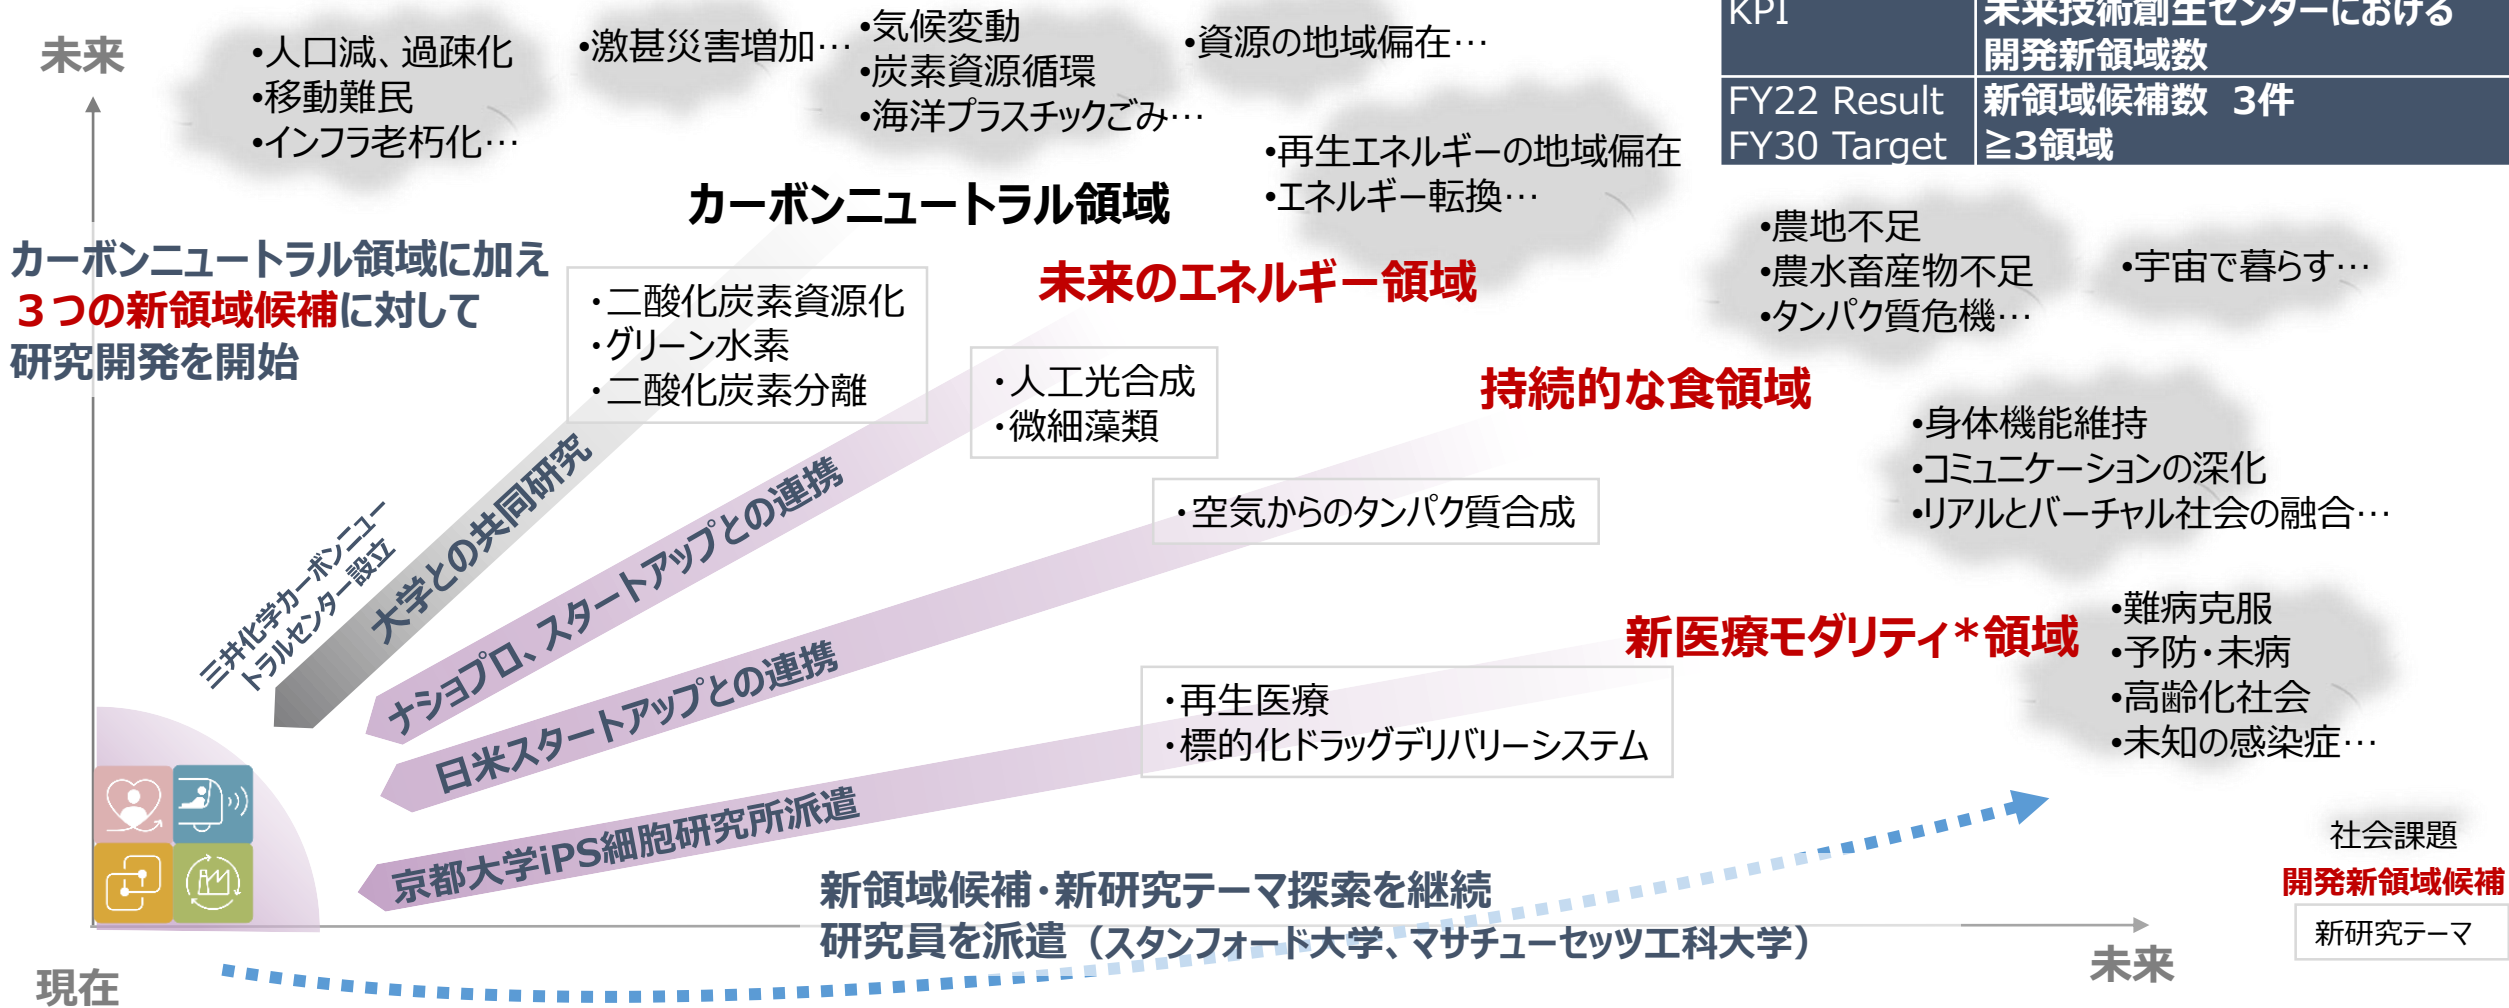 未来
•人口減、過疎化
•移動難民
•インフラ老朽化…
•激甚災害増加…
•気候変動
•炭素資源循環
•海洋プラスチックごみ…
•資源の地域偏在…
•再生エネルギーの地域偏在
•エネルギー転換…
KPI
未来技術創生センターにおける
開発新領域数
FY22 Result
新領域候補数 3件
FY30 Target
≧3領域
カーボンニュートラル領域に加え
３つの新領域候補に対して
研究開発を開始
カーボンニュートラル領域
・二酸化炭素資源化
・グリーン水素
・二酸化炭素分離
未来のエネルギー領域
・人工光合成
・微細藻類
•農地不足
•農水畜産物不足
•タンパク質危機…
•宇宙で暮らす…
持続的な食領域
・空気からのタンパク質合成
•身体機能維持
•コミュニケーションの深化
•リアルとバーチャル社会の融合…
新医療モダリティ*領域
・再生医療
・標的化ドラッグデリバリーシステム
•難病克服
•予防・未病
•高齢化社会
•未知の感染症…
三井化学カーボンニュー
トラルセンター設立
大学との共同研究
ナショプロ、スタートアップとの連携
日米スタートアップとの連携
京都大学iPS細胞研究所派遣
新領域候補・新研究テーマ探索を継続
研究員を派遣（スタンフォード大学、マサチューセッツ工科大学）
社会課題
開発新領域候補
新研究テーマ
現在
未来